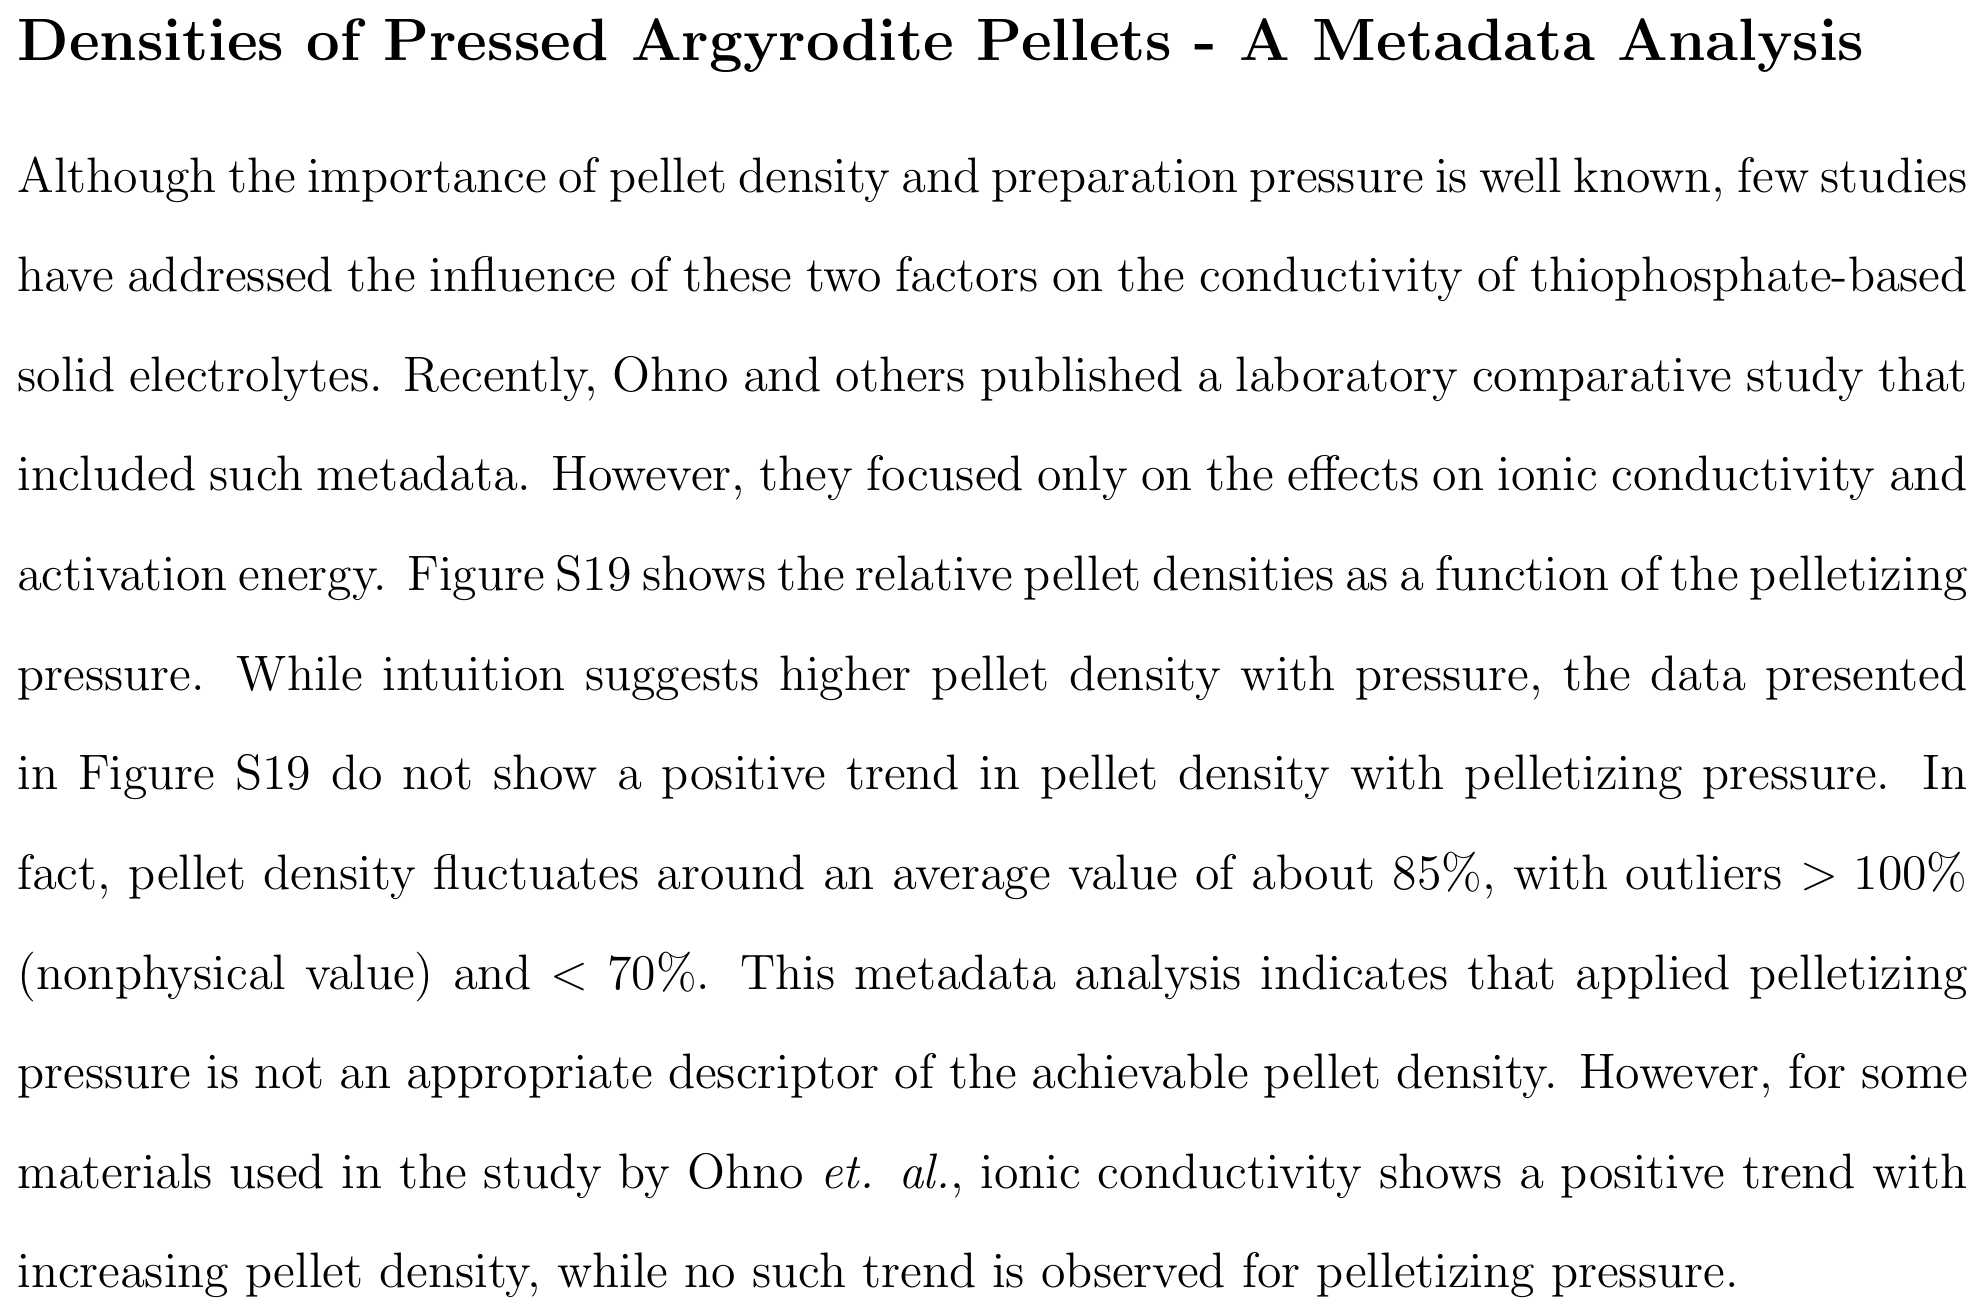 Densities of Pressed Argyrodite Pellets - A Metadata Analysis
Although the importance of pellet density and preparation pressure is well known, few studies
have addressed the influence of these two factors on the conductivity of thiophosphate-based
solid electrolytes. Recently, Ohno and others published a laboratory comparative study that
included such metadata. However, they focused only on the effects on ionic conductivity and
activation energy. Figure S19 shows the relative pellet densities as a function of the pelletizing
pressure. While intuition suggests higher pellet density with pressure, the data presented
in Figure S19 do not show a positive trend in pellet density with pelletizing pressure. In
fact, pellet density fluctuates around an average value of about 85%, with outliers > 100%
(nonphysical value) and < 70%. This metadata analysis indicates that applied pelletizing
pressure is not an appropriate descriptor of the achievable pellet density. However, for some
materials used in the study by Ohno et. al., ionic conductivity shows a positive trend with
increasing pellet density, while no such trend is observed for pelletizing pressure.